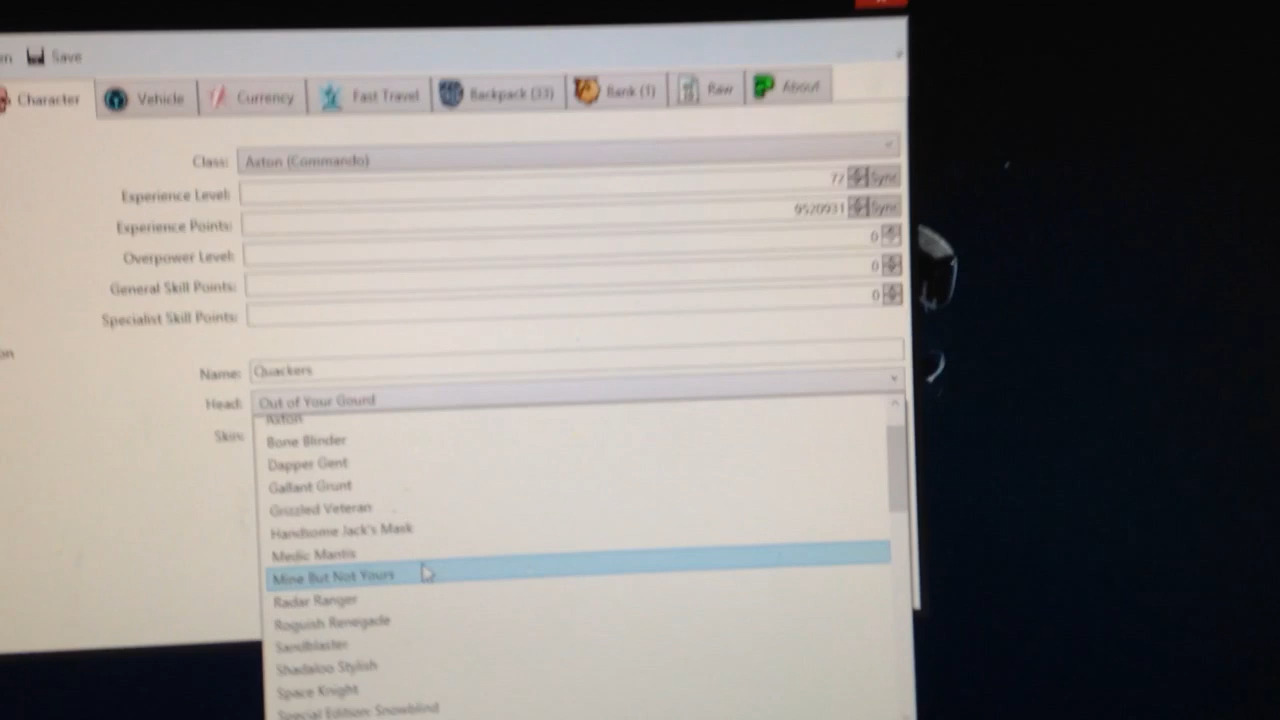 en Save
Character Vehicle Currency Fast Travel Backpack (33) Bank (1) Raw About
Class: Axton (Commando)
Experience Level: 72 Sync
Experience Points: 9520931 Sync
Overpower Level: 0
General Skill Points: 0
Specialist Skill Points: 0
on
Name: Quackers
Head: Out of Your Gourd
Skin:
Axton
Bone Blinder
Dapper Gent
Gallant Grunt
Grizzled Veteran
Handsome Jack's Mask
Medic Mantis
Mine But Not Yours
Radar Ranger
Roguish Renegade
Sandblaster
Shadaloo Stylish
Space Knight
Special Edition: Snowblind